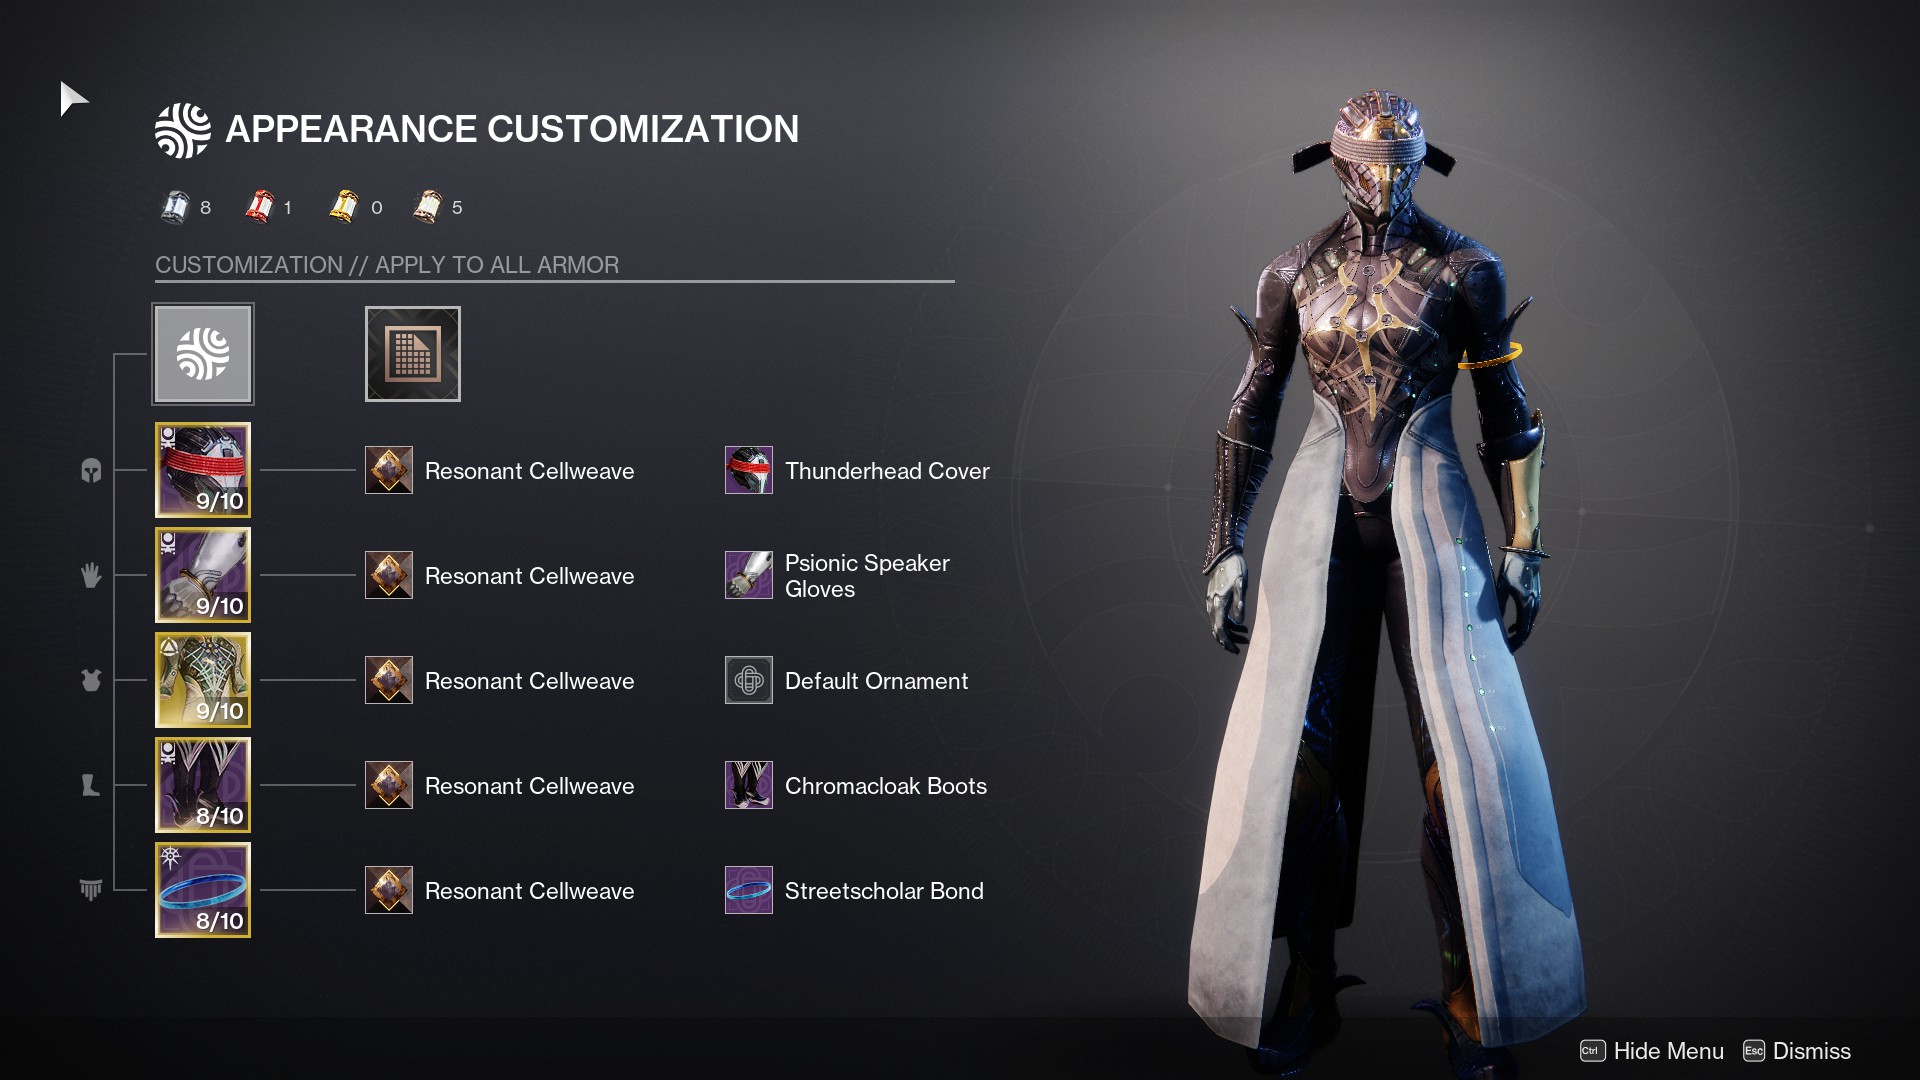 APPEARANCE CUSTOMIZATION
8 1 0 5
CUSTOMIZATION // APPLY TO ALL ARMOR
9/10 Resonant Cellweave Thunderhead Cover
9/10 Resonant Cellweave Psionic Speaker
Gloves
9/10 Resonant Cellweave Default Ornament
8/10 Resonant Cellweave Chromacloak Boots
8/10 Resonant Cellweave Streetscholar Bond
Ctrl Hide Menu Esc Dismiss